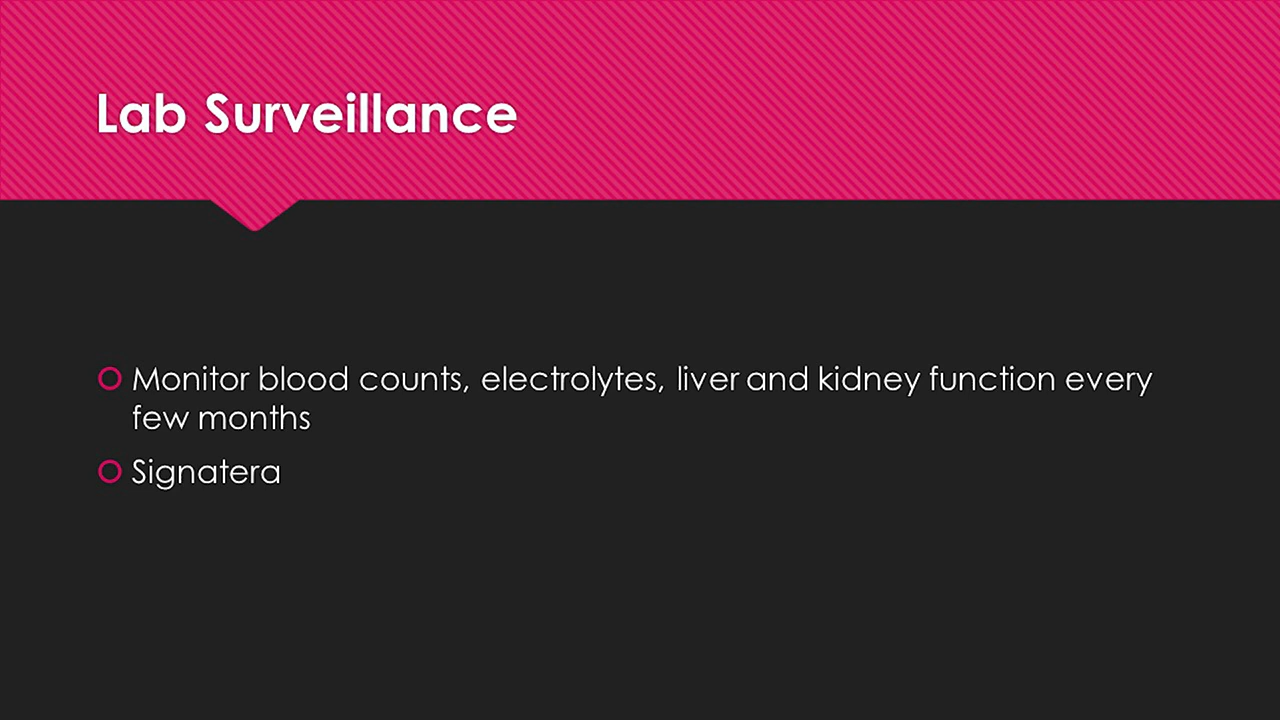 Lab Surveillance
Monitor blood counts, electrolytes, liver and kidney function every
few months
Signatera